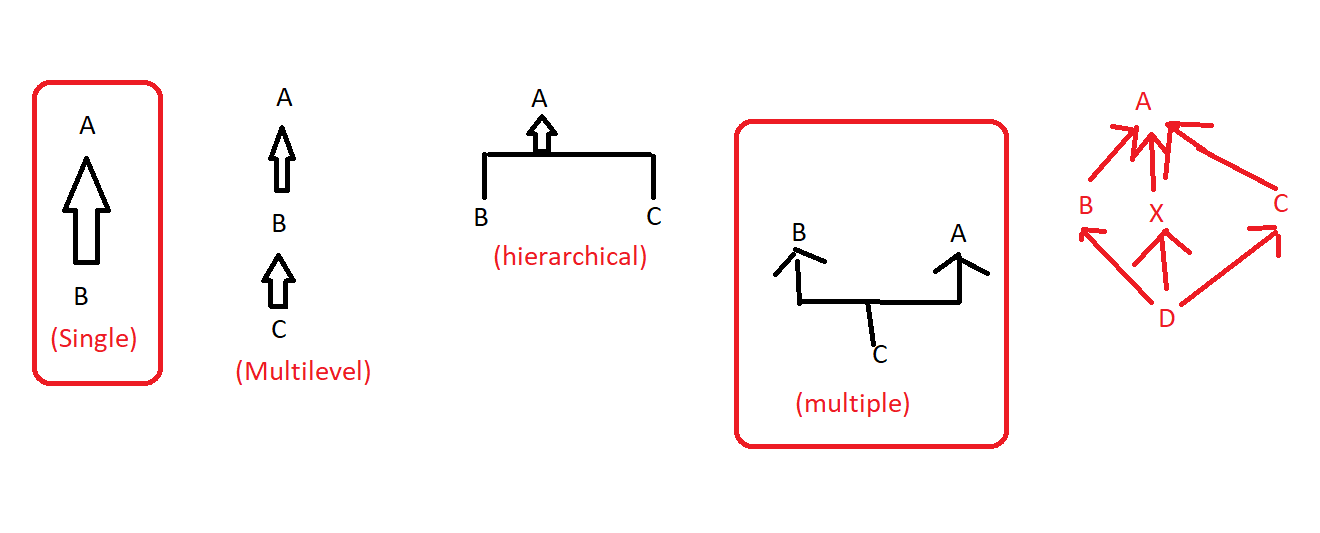 A
B
(Single)
A
B
C
(Multilevel)
A
B C
(hierarchical)
B A
C
(multiple)
A
B X C
D